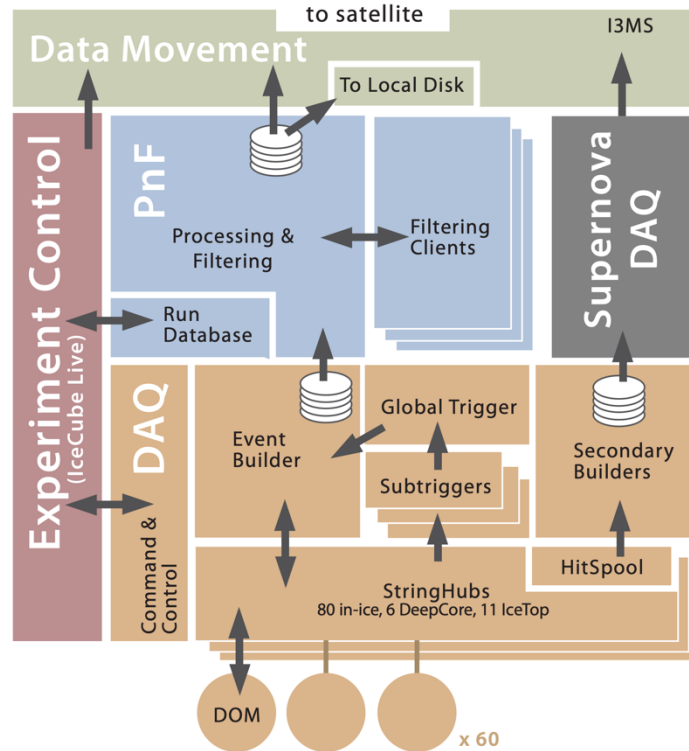 to satellite
Data Movement
I3MS
To Local Disk
Experiment Control
(IceCube Live)
PnF
Processing &
Filtering
Filtering
Clients
Supernova
DAQ
Run
Database
DAQ
Command &
Control
Event
Builder
Global Trigger
Subtriggers
Secondary
Builders
HitSpool
StringHubs
80 in-ice, 6 DeepCore, 11 IceTop
DOM
x 60